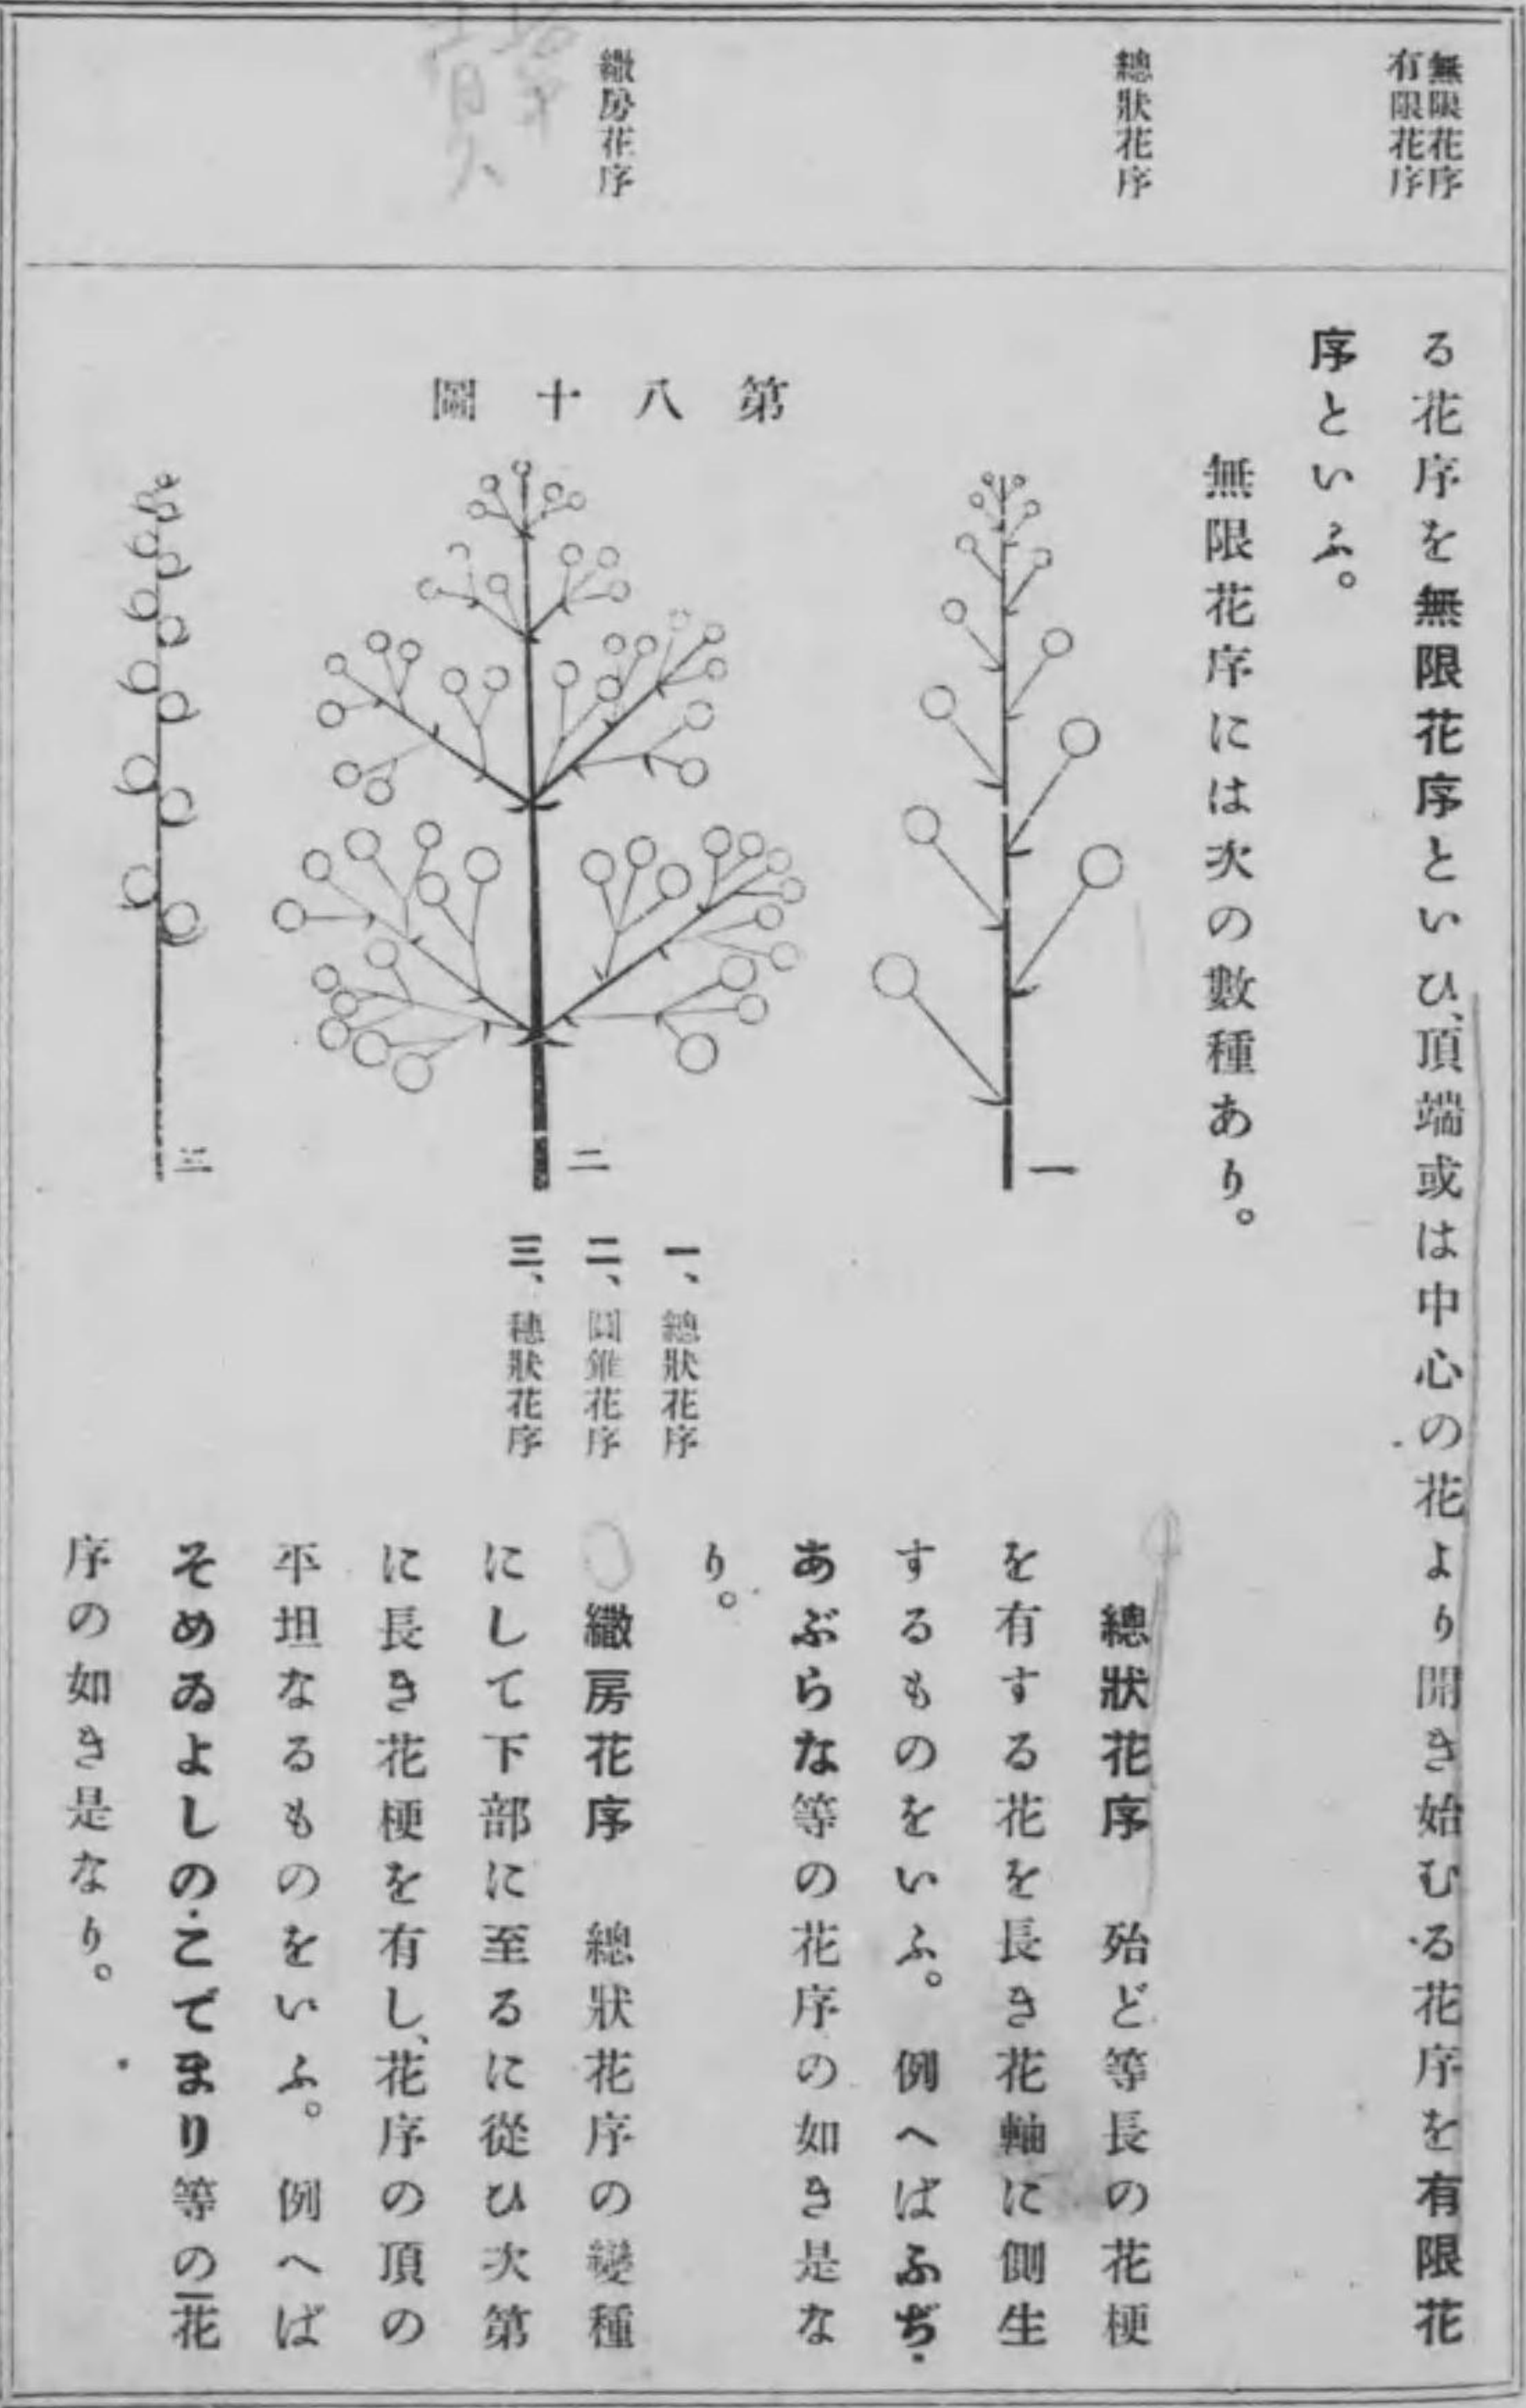 無限花序
有限花序
總狀花序
繖房花序
る花序を無限花序といひ、頂端或は中心の花より開き始むる花序を有限花
序といふ。
無限花序には次の數種あり。
第八十圖
一
二
三
一、總狀花序
二、圓錐花序
三、穗狀花序
總狀花序　殆ど等長の花梗
を有する花を長き花軸に側生
するものをいふ。例へばふぢ・
あぶらな等の花序の如き是な
り。
繖房花序　總狀花序の變種
にして下部に至るに從ひ次第
に長き花梗を有し、花序の頂の
平坦なるものをいふ。例へば
そめゐよしの・こでまり等の花
序の如き是なり。